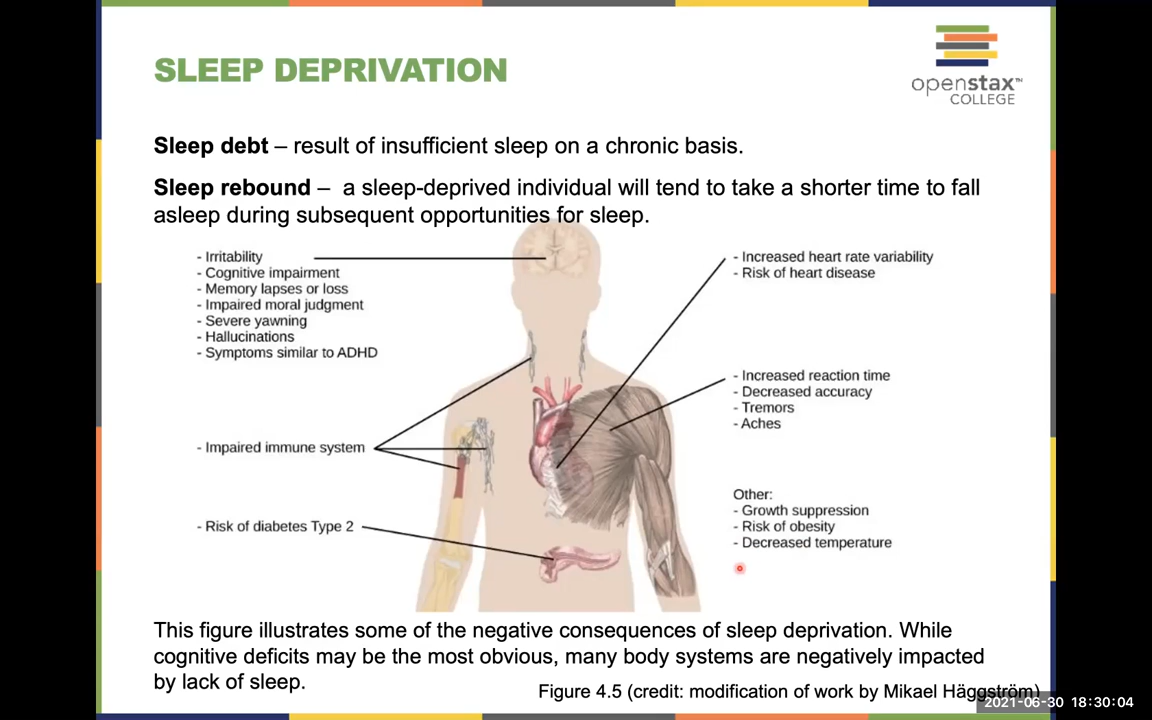 SLEEP DEPRIVATION
openstax™
COLLEGE
Sleep debt – result of insufficient sleep on a chronic basis.
Sleep rebound – a sleep-deprived individual will tend to take a shorter time to fall
asleep during subsequent opportunities for sleep.
- Irritability
- Cognitive impairment
- Memory lapses or loss
- Impaired moral judgment
- Severe yawning
- Hallucinations
- Symptoms similar to ADHD
- Impaired immune system
- Risk of diabetes Type 2
- Increased heart rate variability
- Risk of heart disease
- Increased reaction time
- Decreased accuracy
- Tremors
- Aches
Other:
- Growth suppression
- Risk of obesity
- Decreased temperature
This figure illustrates some of the negative consequences of sleep deprivation. While
cognitive deficits may be the most obvious, many body systems are negatively impacted
by lack of sleep.
Figure 4.5 (credit: modification of work by Mikael Häggström)
2021-06-30 18:30:04